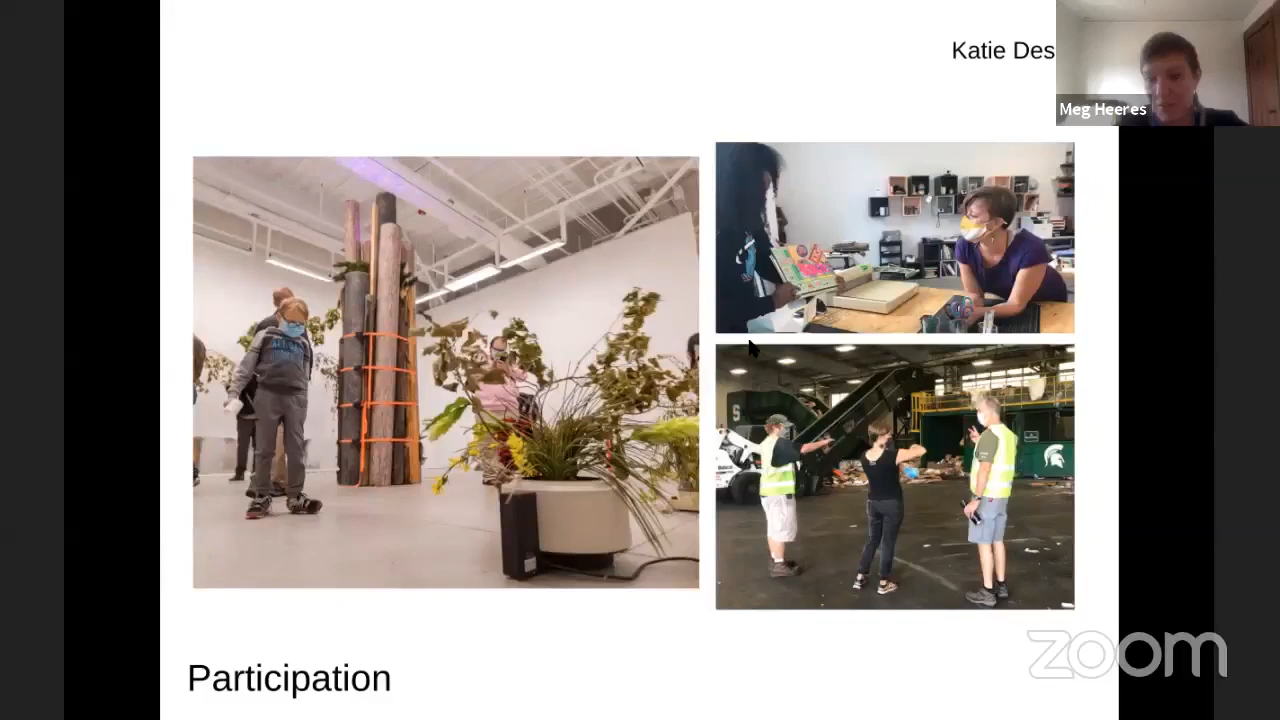 Katie Des
Meg Heeres
S
Participation
zoom